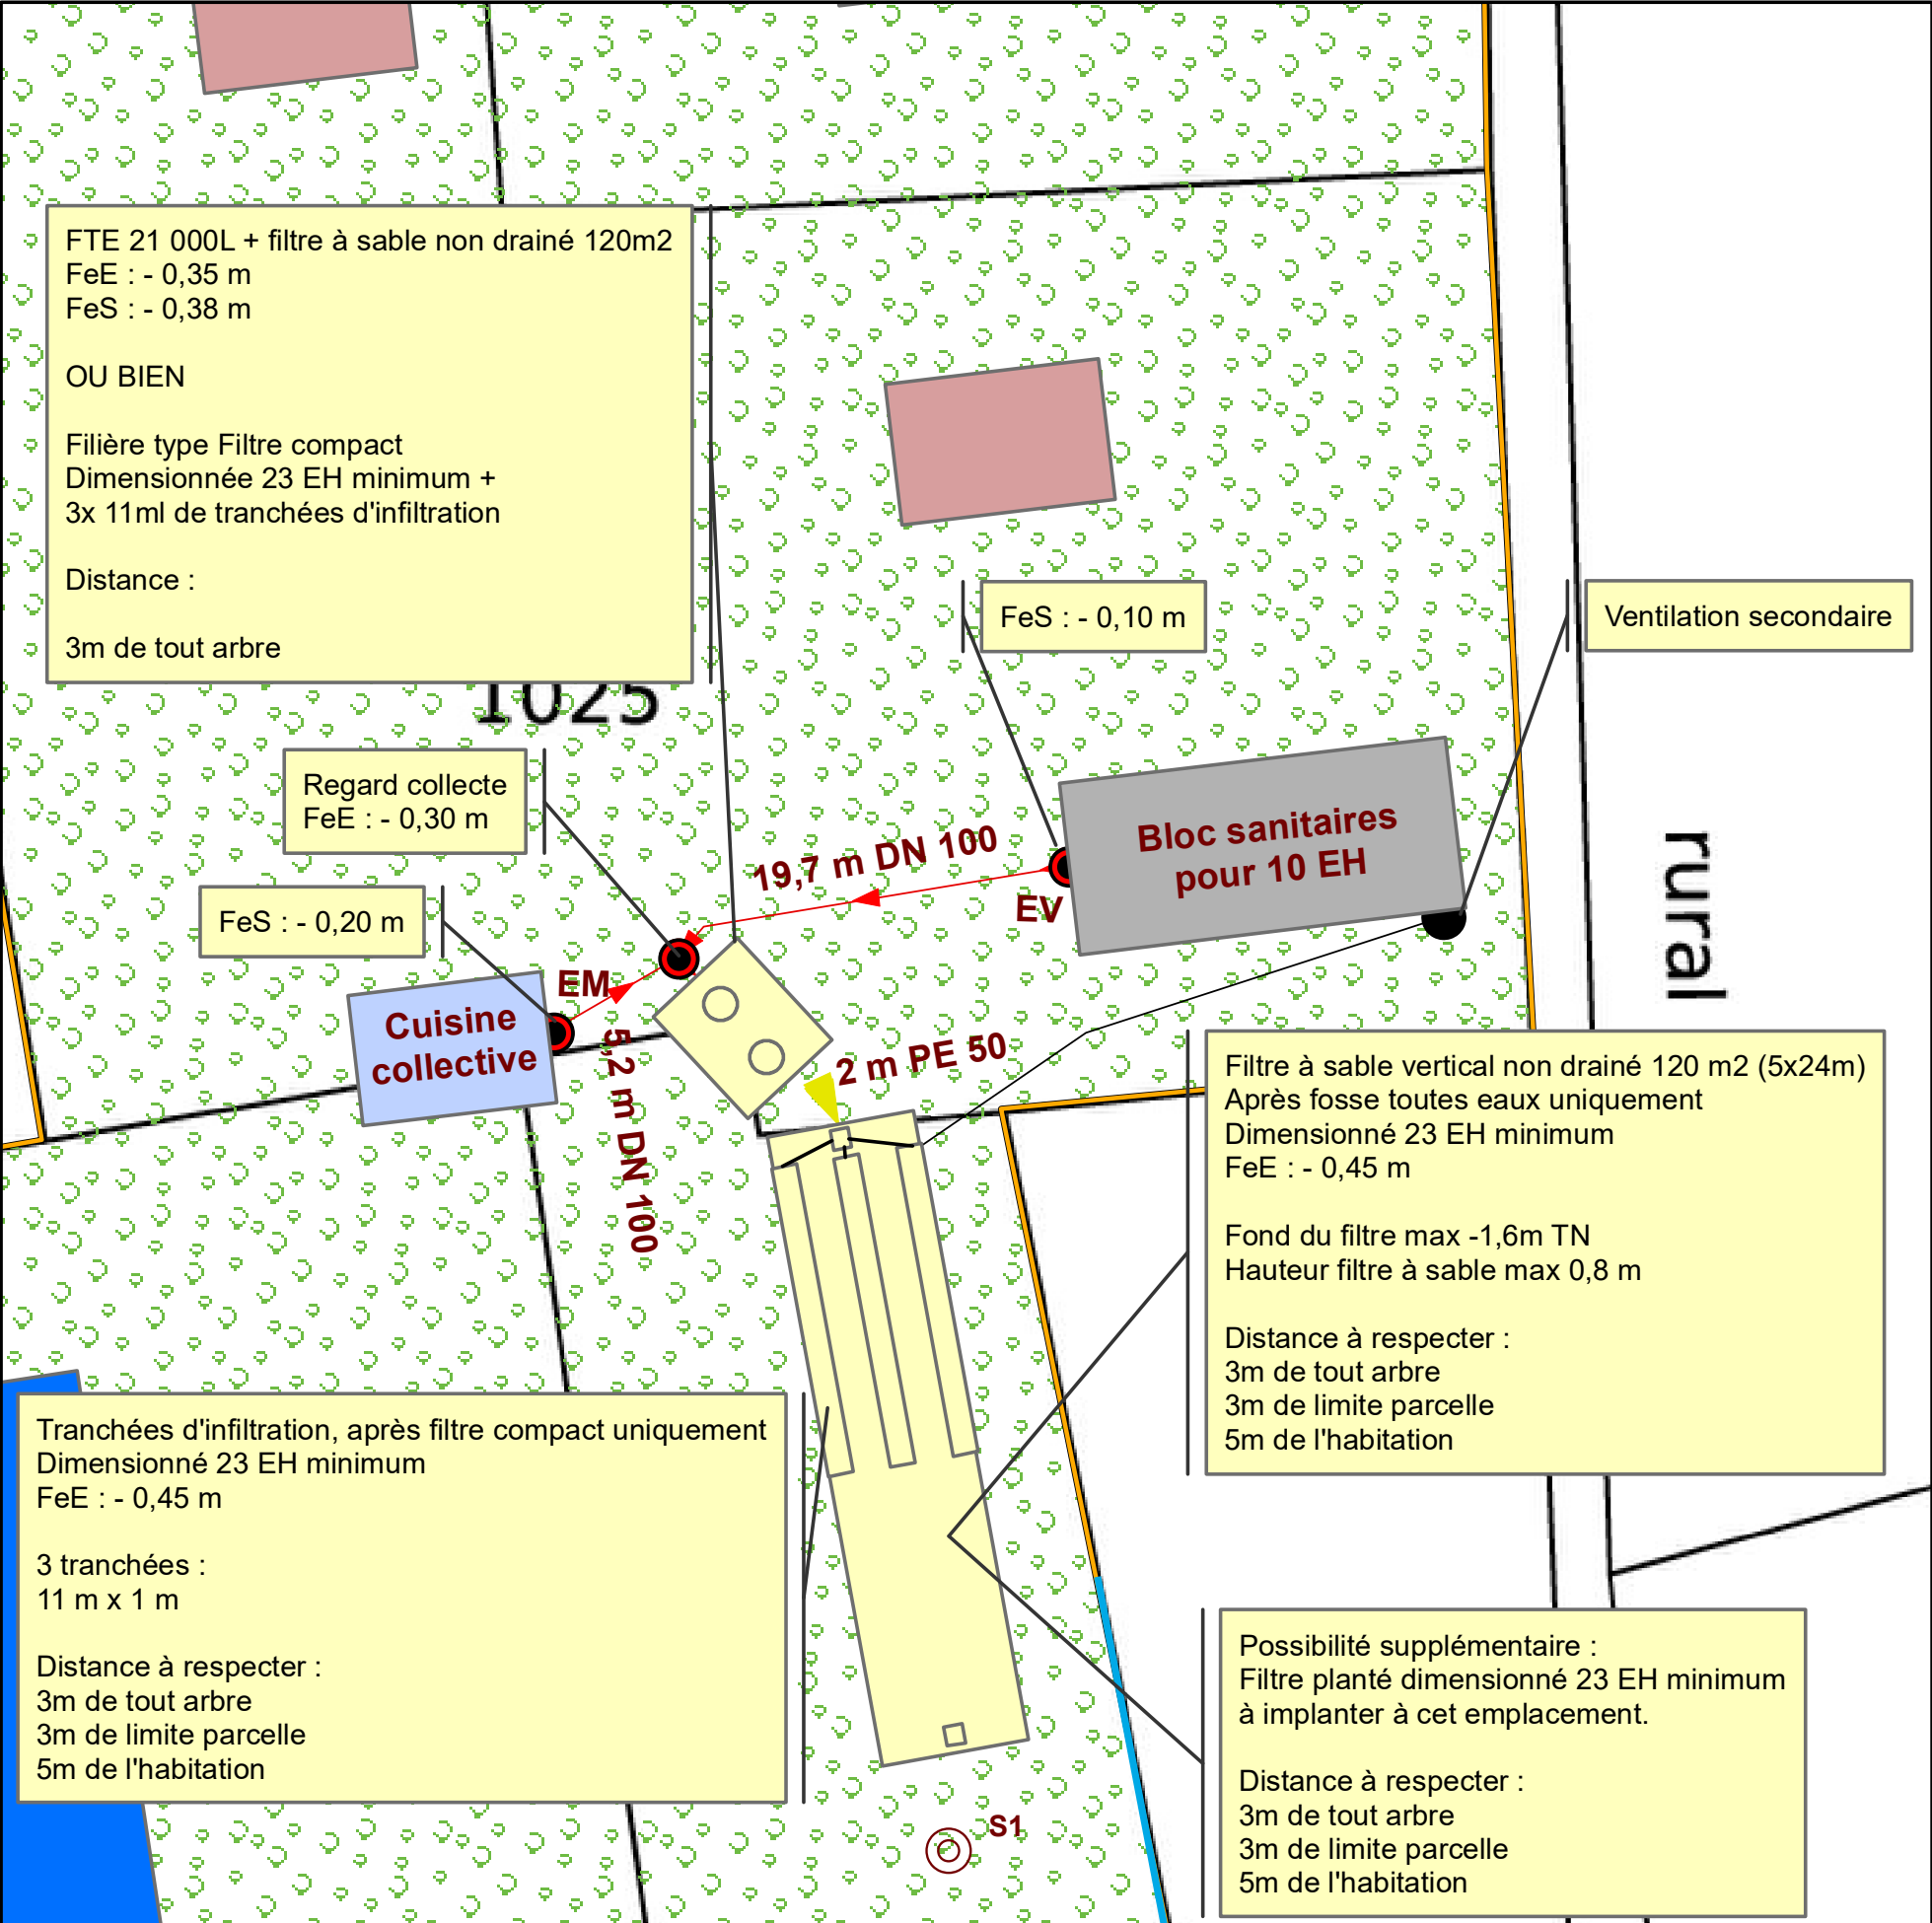 FTE 21 000L + filtre à sable non drainé 120m2
FeE : - 0,35 m
FeS : - 0,38 m
OU BIEN
Filière type Filtre compact
Dimensionnée 23 EH minimum +
3x 11ml de tranchées d'infiltration
Distance :
3m de tout arbre
FeS : - 0,10 m
Ventilation secondaire
1025
Regard collecte
FeE : - 0,30 m
FeS : - 0,20 m
19,7 m DN 100
EV
Bloc sanitaires
pour 10 EH
rural
EM
Cuisine
collective
5,2 m DN 100
2 m PE 50
Filtre à sable vertical non drainé 120 m2 (5x24m)
Après fosse toutes eaux uniquement
Dimensionné 23 EH minimum
FeE : - 0,45 m
Fond du filtre max -1,6m TN
Hauteur filtre à sable max 0,8 m
Distance à respecter :
3m de tout arbre
3m de limite parcelle
5m de l'habitation
Tranchées d'infiltration, après filtre compact uniquement
Dimensionné 23 EH minimum
FeE : - 0,45 m
3 tranchées :
11 m x 1 m
Distance à respecter :
3m de tout arbre
3m de limite parcelle
5m de l'habitation
Possibilité supplémentaire :
Filtre planté dimensionné 23 EH minimum
à implanter à cet emplacement.
Distance à respecter :
3m de tout arbre
3m de limite parcelle
5m de l'habitation
S1